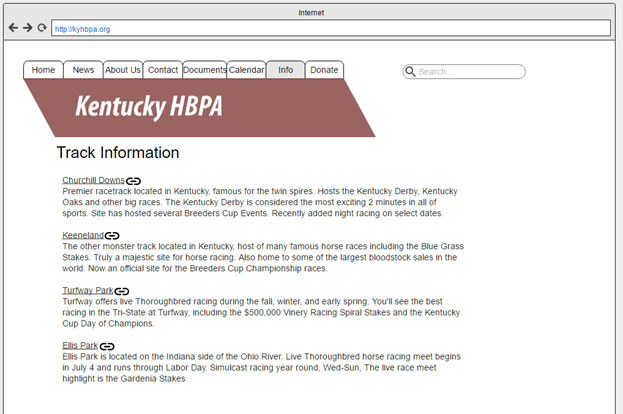 Internet
http://kyhbpa.org
Home News About Us Contact Documents Calendar Info Donate
Search...
Kentucky HBPA
Track Information
Churchill Downs
Premier racetrack located in Kentucky, famous for the twin spires. Hosts the Kentucky Derby, Kentucky
Oaks and other big races. The Kentucky Derby is considered the most exciting 2 minutes in all of
sports. Site has hosted several Breeders Cup Events. Recently added night racing on select dates.
Keeneland
The other monster track located in Kentucky, host of many famous horse races including the Blue Grass
Stakes. Truly a majestic site for horse racing. Also home to some of the largest bloodstock sales in the
world. Now an official site for the Breeders Cup Championship races.
Turfway Park
Turfway offers live Thoroughbred racing during the fall, winter, and early spring. You'll see the best
racing in the Tri-State at Turfway, including the $500,000 Vinery Racing Spiral Stakes and the Kentucky
Cup Day of Champions.
Ellis Park
Ellis Park is located on the Indiana side of the Ohio River. Live Thoroughbred horse racing meet begins
in July 4 and runs through Labor Day. Simulcast racing year round, Wed-Sun, The live race meet
highlight is the Gardenia Stakes